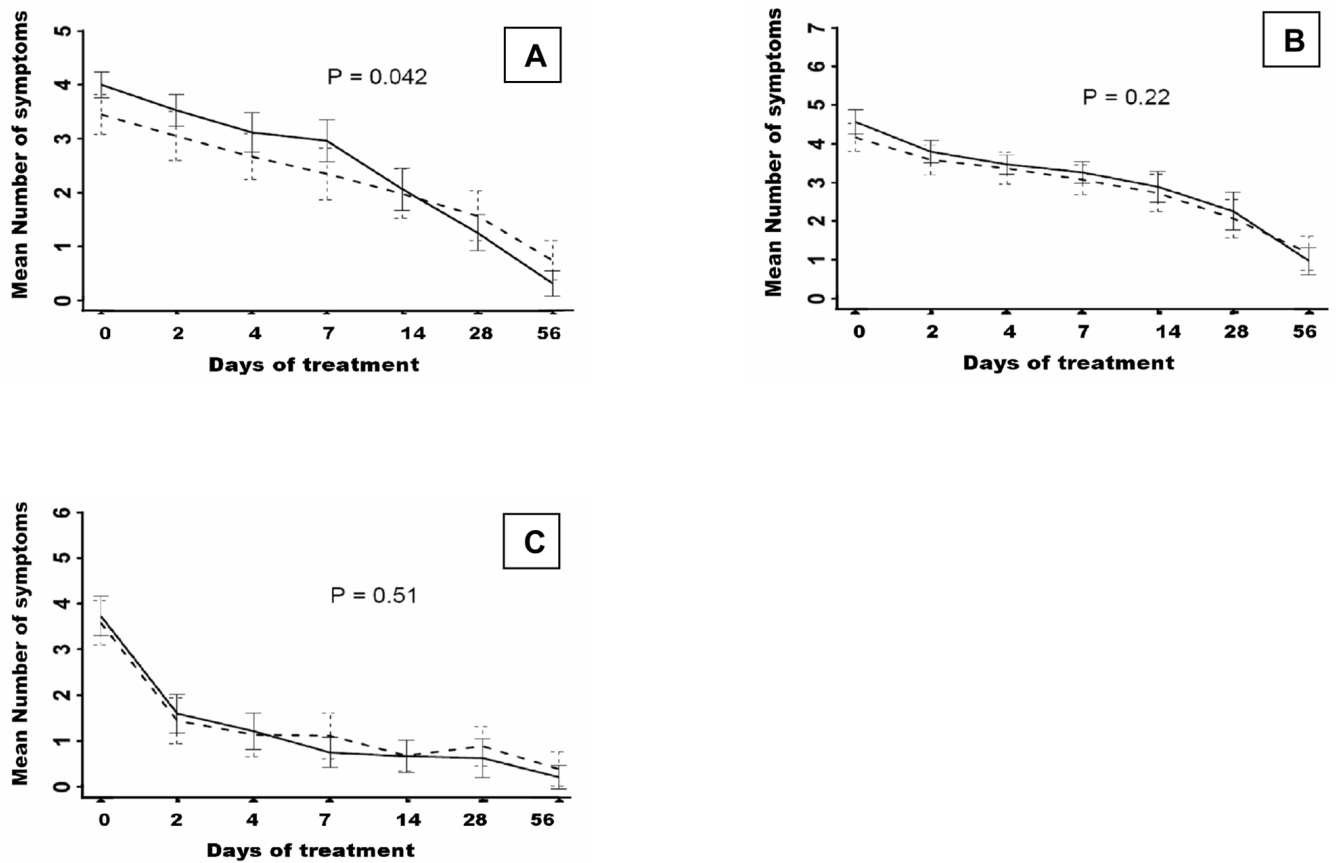 A
P = 0.042
Mean Number of symptoms
5
4
3
2
1
0
0 2 4 7 14 28 56
Days of treatment
B
P = 0.22
Mean Number of symptoms
7
6
5
4
3
2
1
0
0 2 4 7 14 28 56
Days of treatment
C
P = 0.51
Mean Number of symptoms
6
5
4
3
2
1
0
0 2 4 7 14 28 56
Days of treatment